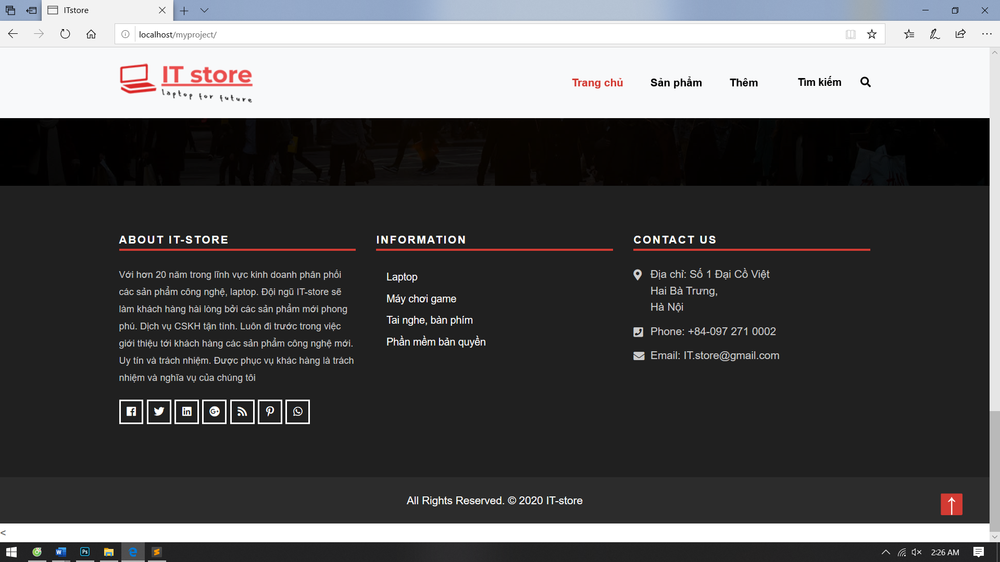 ITstore
localhost/myproject/
IT store
laptop for future
Trang chủ
Sản phẩm
Thêm
Tìm kiếm
ABOUT IT-STORE
Với hơn 20 năm trong lĩnh vực kinh doanh phân phối
các sản phẩm công nghệ, laptop. Đội ngũ IT-store sẽ
làm khách hàng hài lòng bởi các sản phẩm mới phong
phú. Dịch vụ CSKH tận tình. Luôn đi trước trong việc
giới thiệu tới khách hàng các sản phẩm công nghệ mới.
Uy tín và trách nhiệm. Được phục vụ khác hàng là trách
nhiệm và nghĩa vụ của chúng tôi
INFORMATION
Laptop
Máy chơi game
Tai nghe, bàn phím
Phần mềm bản quyền
CONTACT US
Địa chỉ: Số 1 Đại Cồ Việt
Hai Bà Trưng,
Hà Nội
Phone: +84-097 271 0002
Email: IT.store@gmail.com
All Rights Reserved. © 2020 IT-store
<
2:26 AM